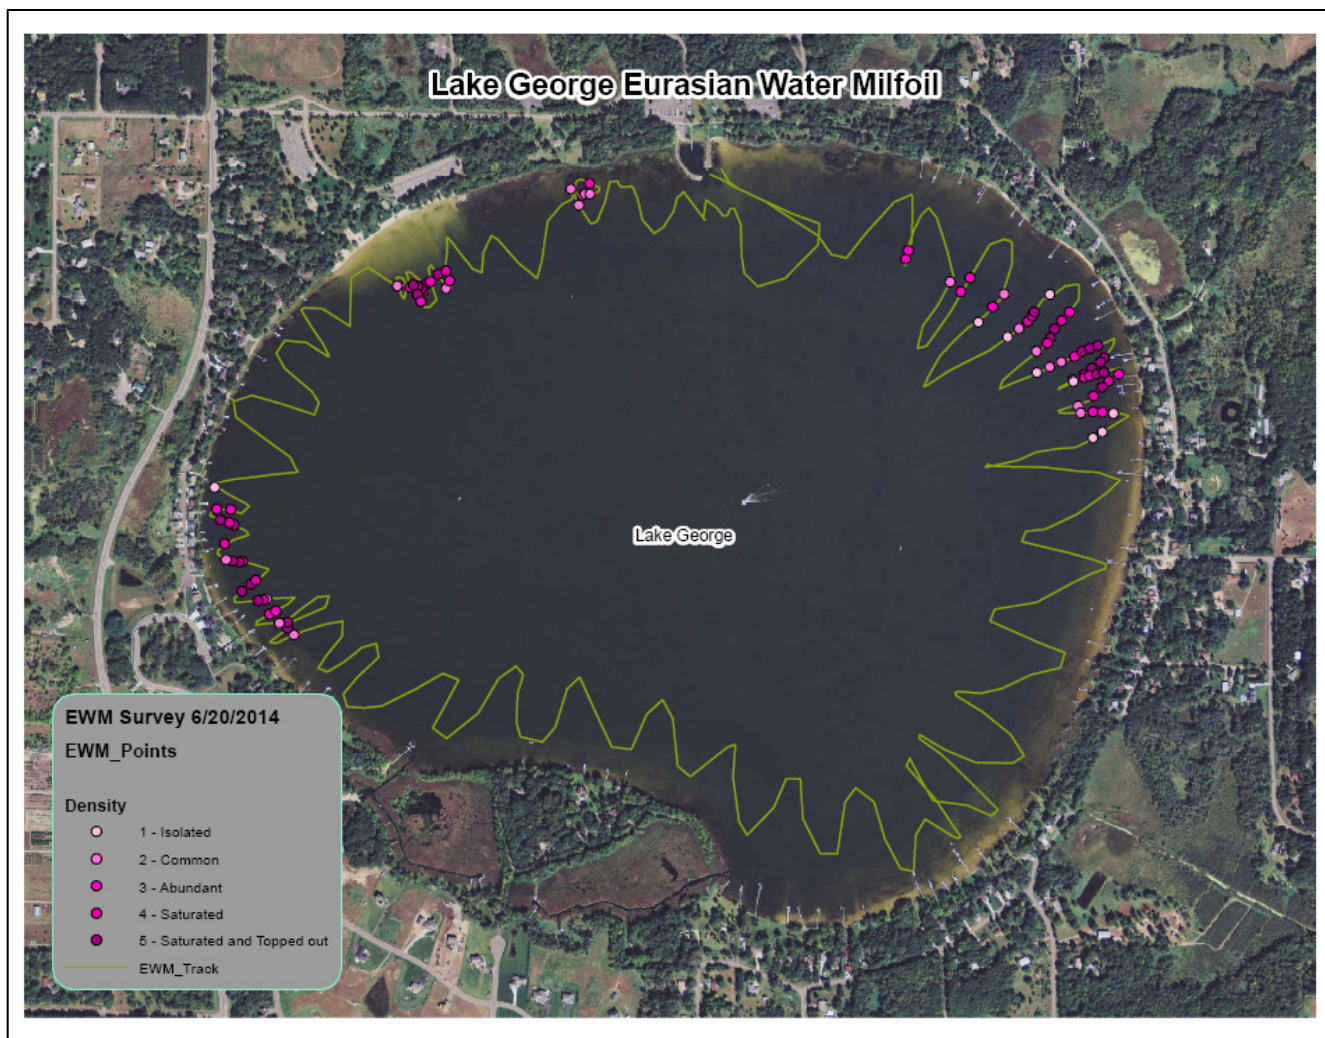 Lake George Eurasian Water Milfoil
Lake George
EWM Survey 6/20/2014
EWM_Points
Density
1 - Isolated
2 - Common
3 - Abundant
4 - Saturated
5 - Saturated and Topped out
EWM_Track